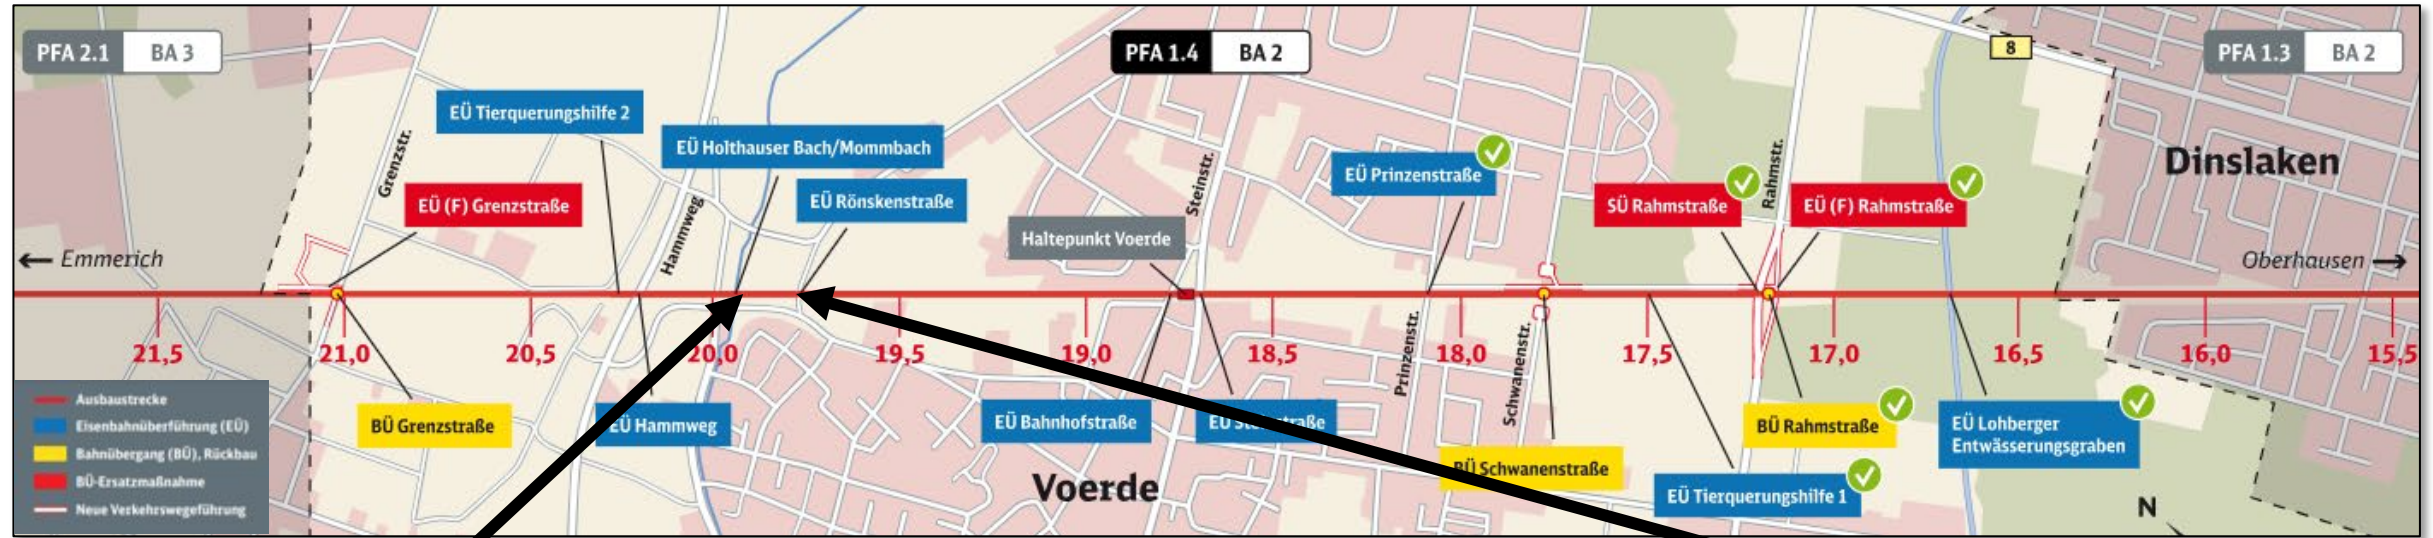 PFA 2.1 BA 3
PFA 1.4 BA 2
8
PFA 1.3 BA 2
EÜ Tierquerungshilfe 2
EÜ Holthauser Bach/Mommbach
EÜ Prinzenstraße
Dinslaken
Grenzstr.
Steinstr.
Rahmstr.
EÜ (F) Grenzstraße
EÜ Rönskenstraße
SÜ Rahmstraße
EÜ (F) Rahmstraße
Hammweg
Haltepunkt Voerde
← Emmerich
Oberhausen →
21,5
21,0
20,5
20,0
19,5
19,0
18,5
18,0
17,5
17,0
16,5
16,0
15,5
Prinzenstr.
Schwanenstr.
Ausbaustrecke
Eisenbahnüberführung (EÜ)
Bahnübergang (BÜ), Rückbau
BÜ-Ersatzmaßnahme
Neue Verkehrswegeführung
BÜ Grenzstraße
EÜ Hammweg
EÜ Bahnhofstraße
EÜ Steinstraße
BÜ Rahmstraße
EÜ Lohberger
Entwässerungsgraben
BÜ Schwanenstraße
Voerde
EÜ Tierquerungshilfe 1
N